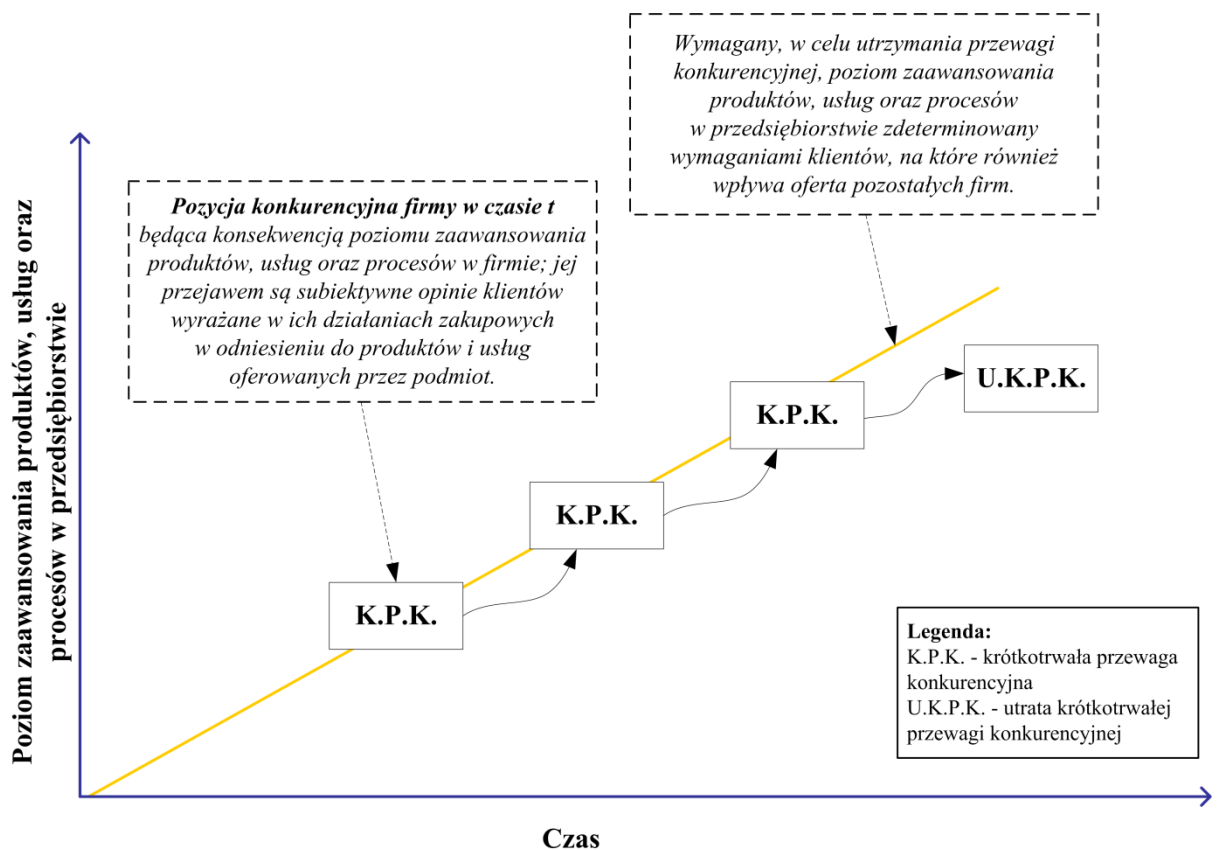 Wymagany, w celu utrzymania przewagi
konkurencyjnej, poziom zaawansowania
produktów, usług oraz procesów
w przedsiębiorstwie zdeterminowany
wymaganiami klientów, na które również
wpływa oferta pozostałych firm.
Pozycja konkurencyjna firmy w czasie t
będąca konsekwencją poziomu zaawansowania
produktów, usług oraz procesów w firmie; jej
przejawem są subiektywne opinie klientów
wyrażane w ich działaniach zakupowych
w odniesieniu do produktów i usług
oferowanych przez podmiot.
Poziom zaawansowania produktów, usług oraz
procesów w przedsiębiorstwie
U.K.P.K.
K.P.K.
K.P.K.
K.P.K.
Legenda:
K.P.K. - krótkotrwała przewaga
konkurencyjna
U.K.P.K. - utrata krótkotrwałej
przewagi konkurencyjnej
Czas